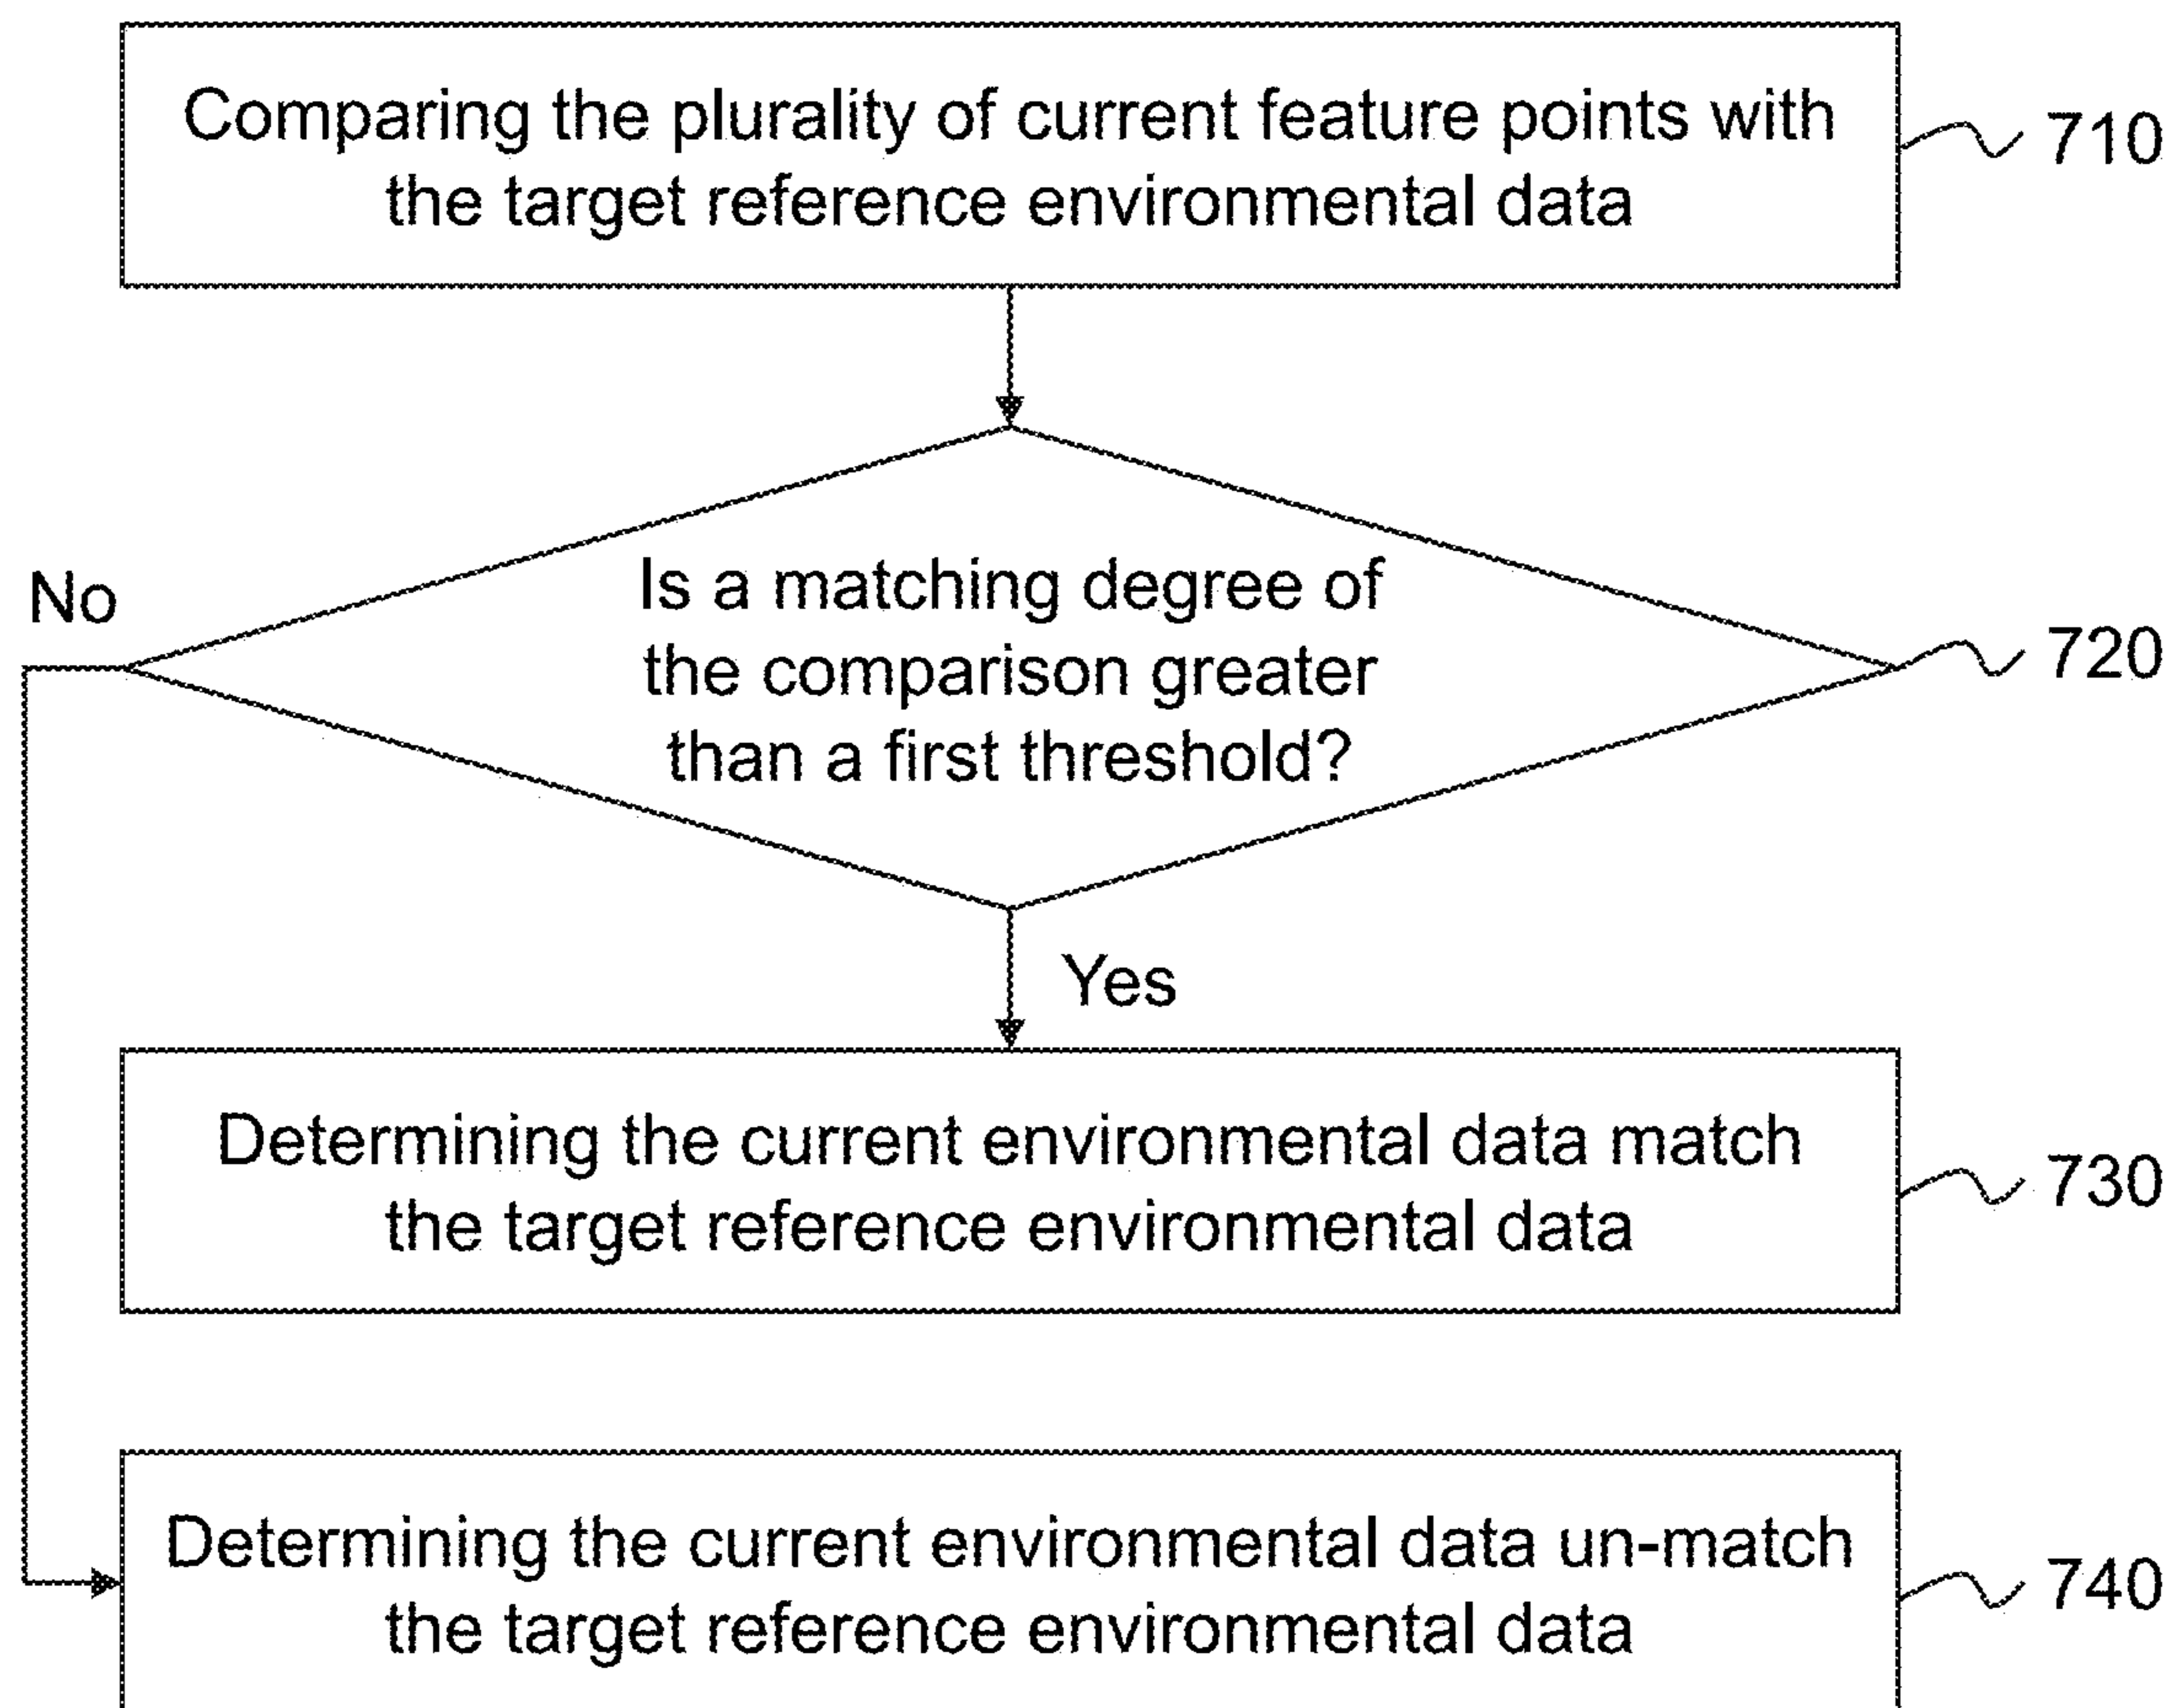 Comparing the plurality of current feature points with
the target reference environmental data
710
Is a matching degree of
the comparison greater
than a first threshold?
720
No
Yes
Determining the current environmental data match
the target reference environmental data
730
Determining the current environmental data un-match
the target reference environmental data
740